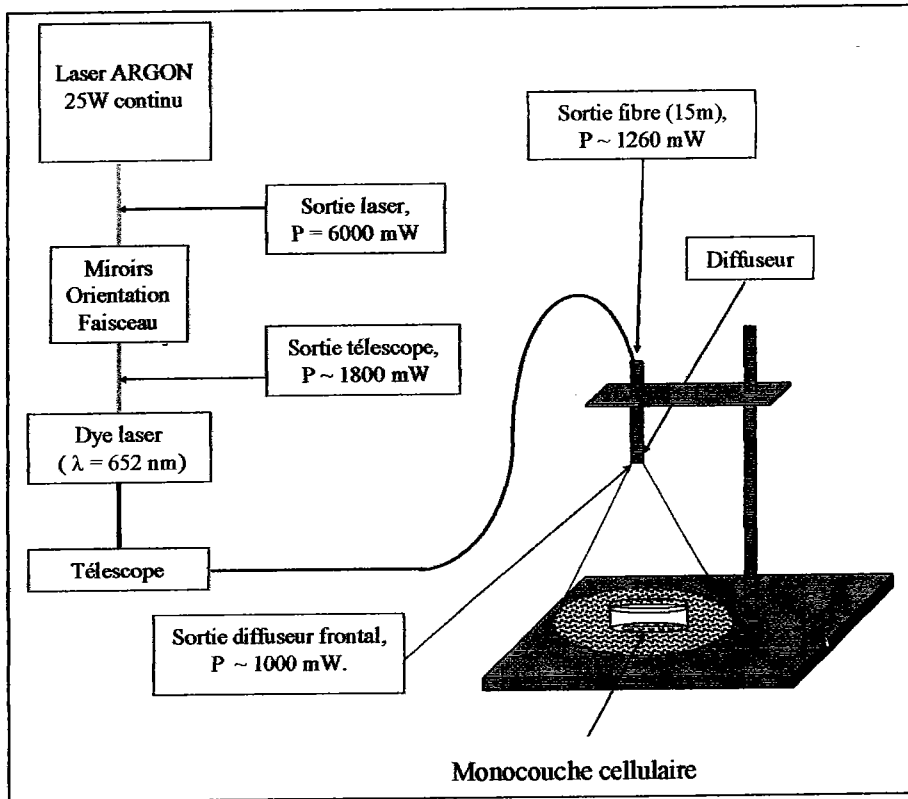 Laser ARGON
25W continu
Sortie laser,
P = 6000 mW
Miroirs
Orientation
Faisceau
Sortie télescope,
P ~ 1800 mW
Dye laser
( λ = 652 nm)
Télescope
Sortie fibre (15m),
P ~ 1260 mW
Diffuseur
Sortie diffuseur frontal,
P ~ 1000 mW.
Monocouche cellulaire